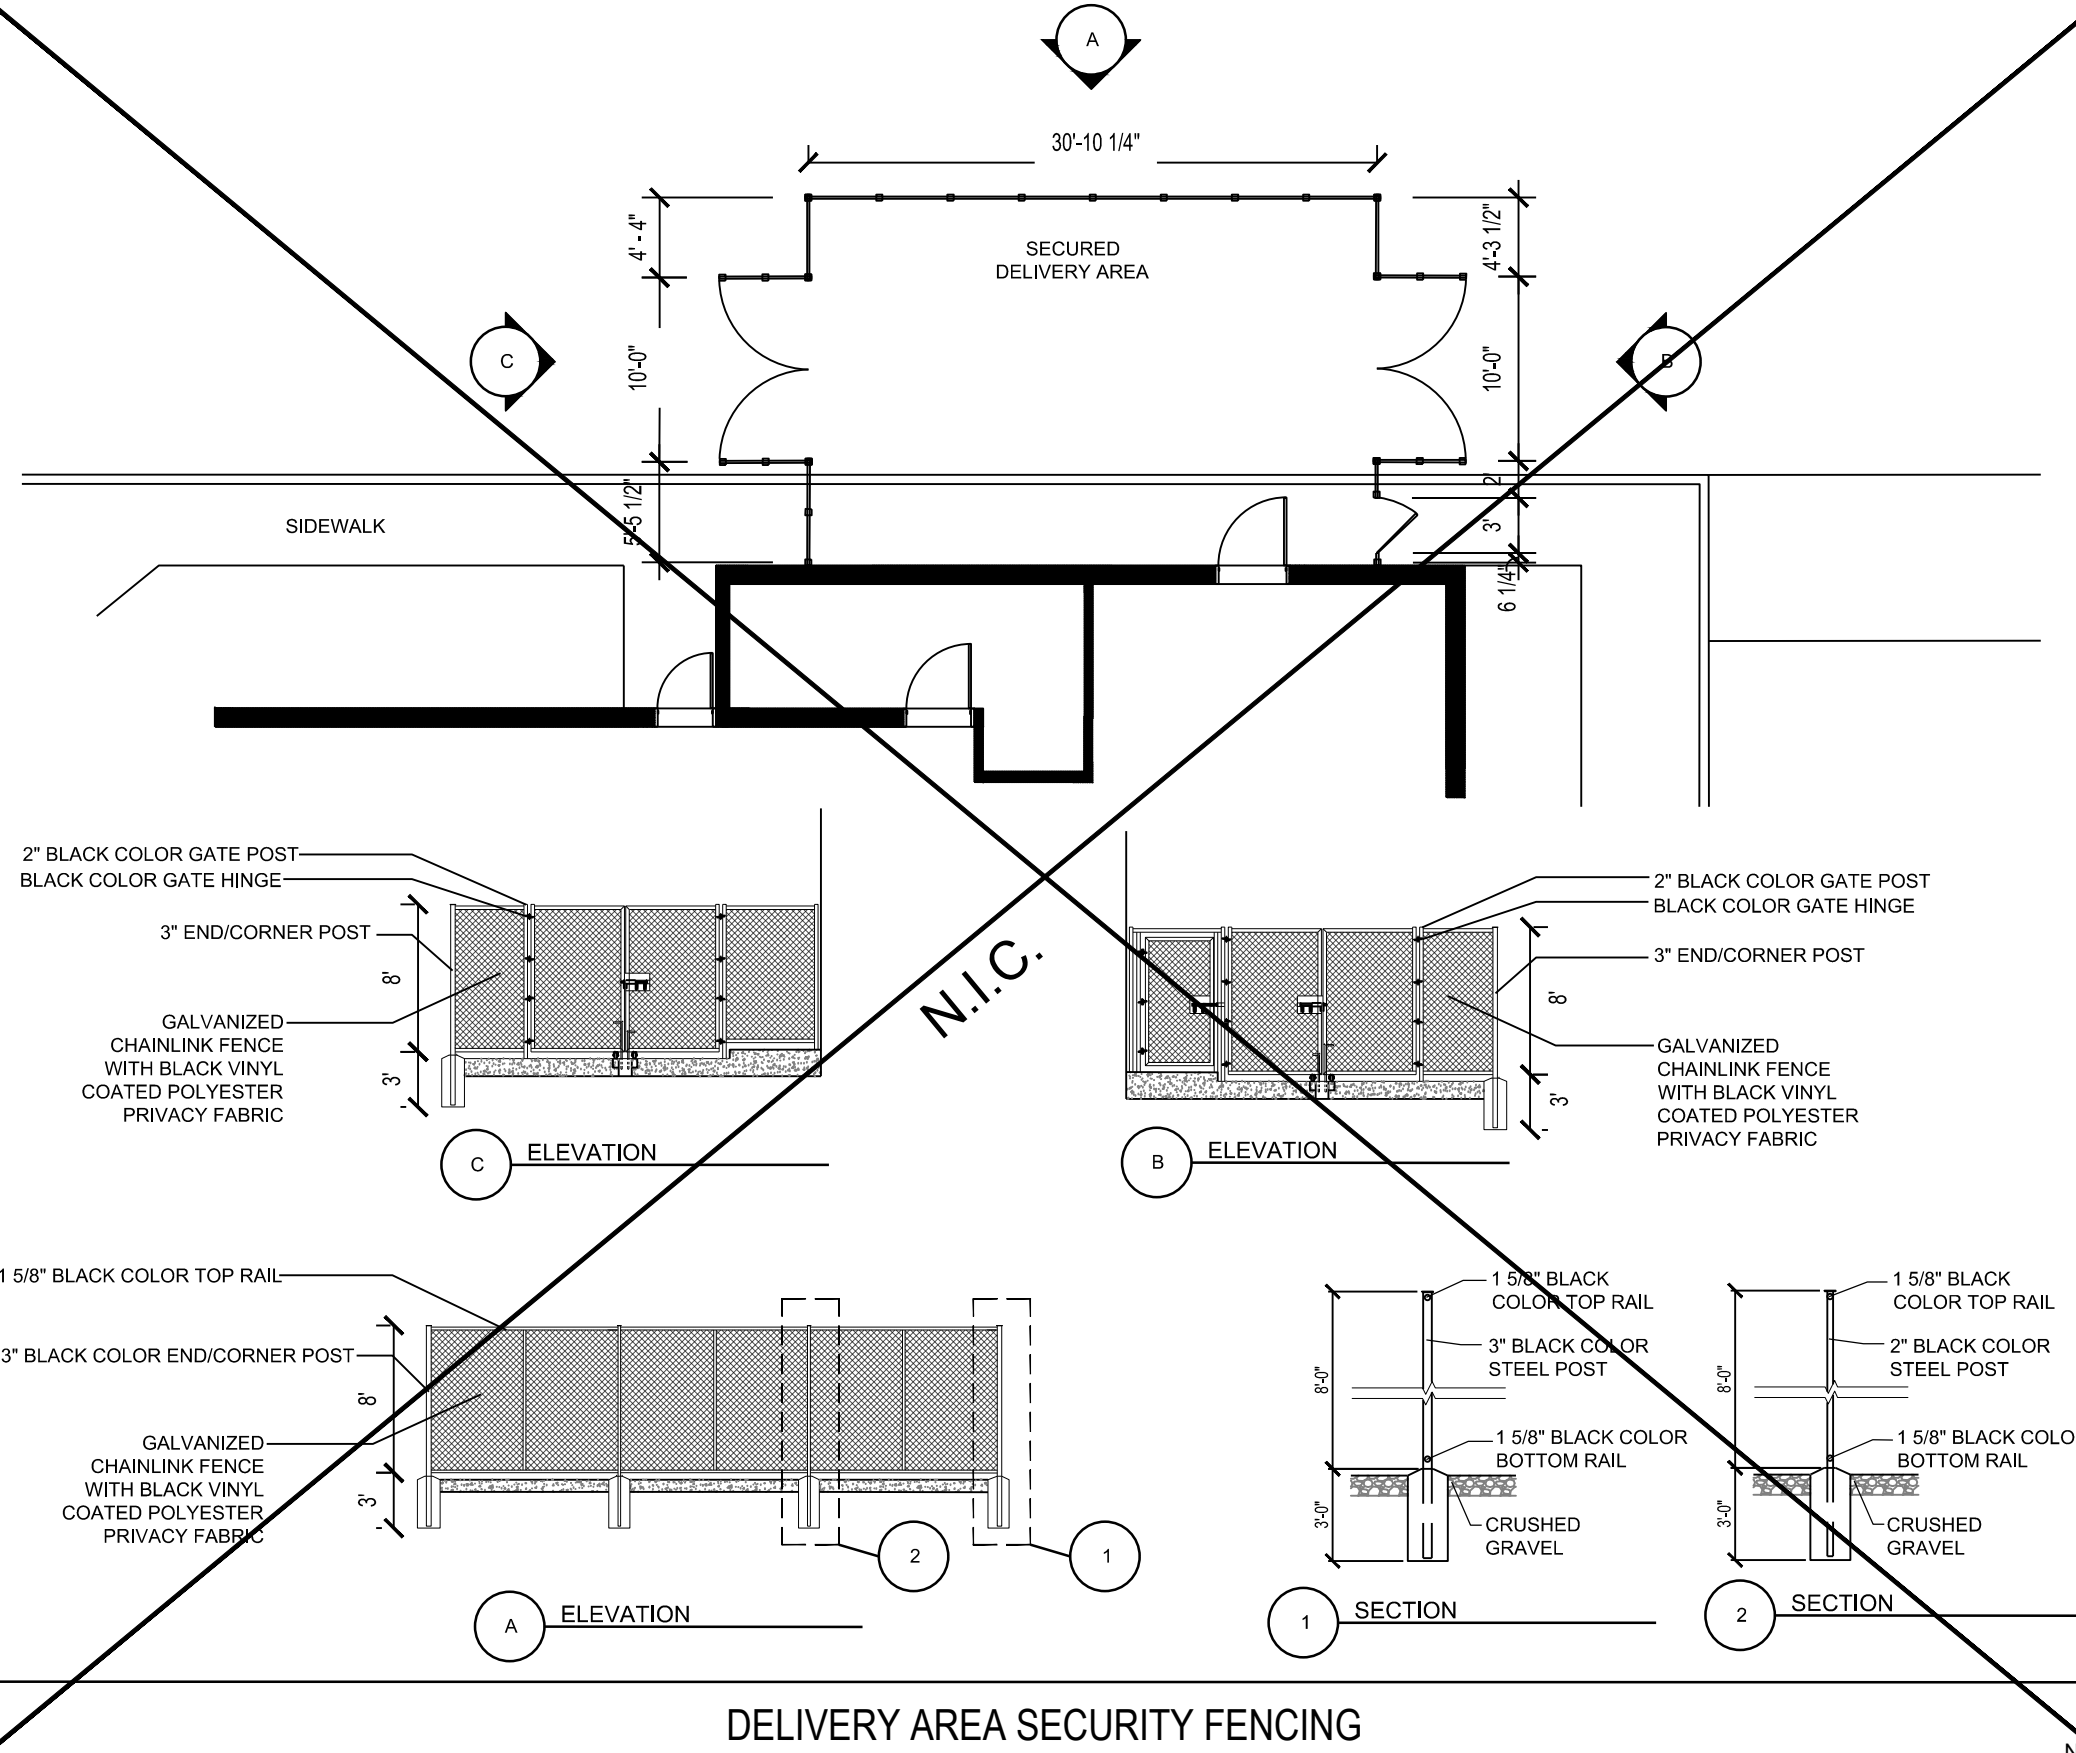 A
30'-10 1/4"
4' - 4"
4'-3 1/2"
SECURED
DELIVERY AREA
C
B
10'-0"
10'-0"
5'-5 1/2"
2'
SIDEWALK
3'
6 1/4"
2" BLACK COLOR GATE POST
BLACK COLOR GATE HINGE
3" END/CORNER POST
8'
GALVANIZED
CHAINLINK FENCE
WITH BLACK VINYL
COATED POLYESTER
PRIVACY FABRIC
3'
C
ELEVATION
N.I.C.
2" BLACK COLOR GATE POST
BLACK COLOR GATE HINGE
3" END/CORNER POST
8'
GALVANIZED
CHAINLINK FENCE
WITH BLACK VINYL
COATED POLYESTER
PRIVACY FABRIC
3'
B
ELEVATION
1 5/8" BLACK COLOR TOP RAIL
3" BLACK COLOR END/CORNER POST
8'
GALVANIZED
CHAINLINK FENCE
WITH BLACK VINYL
COATED POLYESTER
PRIVACY FABRIC
3'
2
1
A
ELEVATION
1 5/8" BLACK
COLOR TOP RAIL
3" BLACK COLOR
STEEL POST
8'-0"
1 5/8" BLACK COLOR
BOTTOM RAIL
3'-0"
CRUSHED
GRAVEL
1
SECTION
1 5/8" BLACK
COLOR TOP RAIL
2" BLACK COLOR
STEEL POST
8'-0"
1 5/8" BLACK COLO
BOTTOM RAIL
3'-0"
CRUSHED
GRAVEL
2
SECTION
DELIVERY AREA SECURITY FENCING